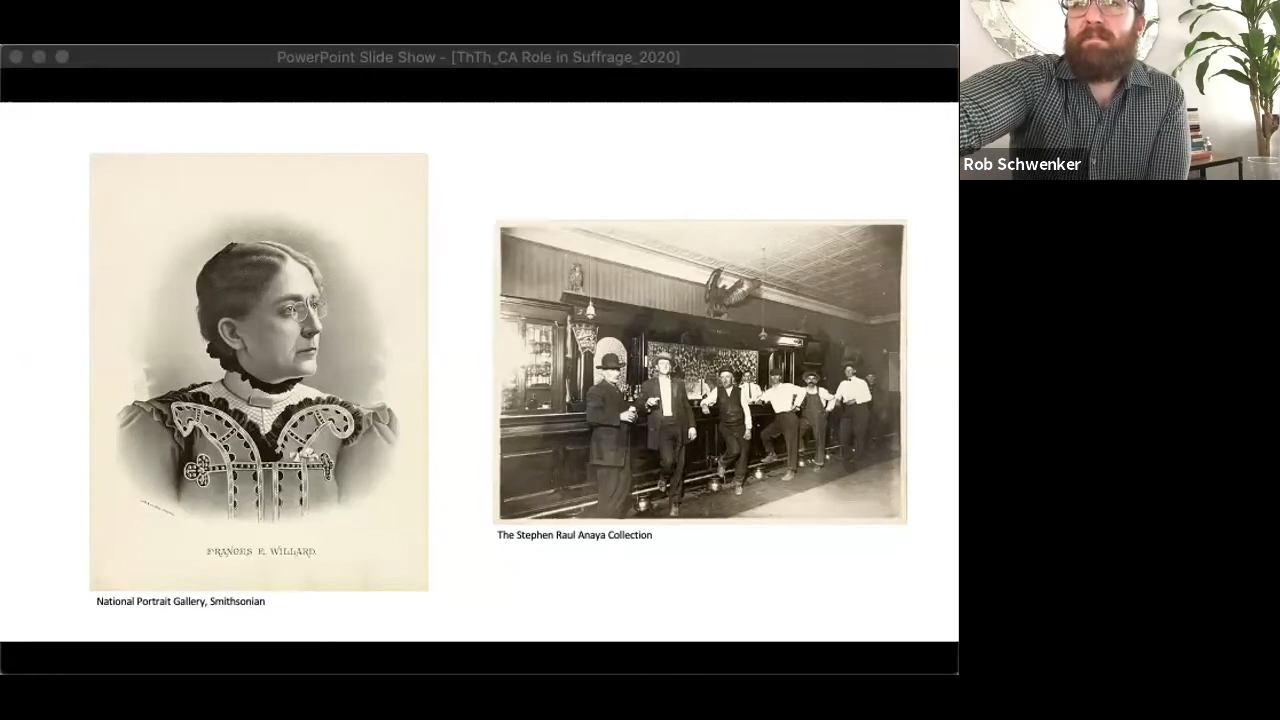 PowerPoint Slide Show - [ThTh_CA Role in Suffrage_2020]
Rob Schwenker
FRANCES E. WILLARD.
The Stephen Raul Anaya Collection
National Portrait Gallery, Smithsonian